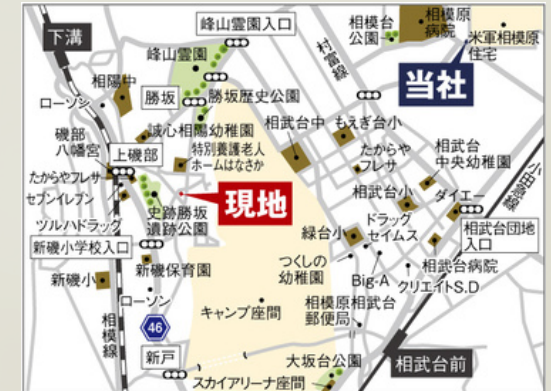 下溝
峰山霊園入口
相模台
公園
相模原
病院
米軍相模原
住宅
峰山霊園
村富線
当社
相陽中
ローソン
勝坂
勝坂歴史公園
誠心相陽幼稚園
磯部
八幡宮
上磯部
特別養護老人
ホームはなさか
相武台中
もえぎ台小
たからや
フレサ
相武台
中央幼稚園
小田急線
たからやフレサ
セブンイレブン
ツルハドラッグ
史跡勝坂
遺跡公園
現地
相武台小
ダイエー
ドラッグ
セイムス
相武台団地
入口
新磯小学校入口
緑台小
つくしの
幼稚園
Big-A
相武台病院
クリエイトS.D
新磯小
新磯保育園
ローソン
キャンプ座間
相模原相武台
郵便局
46
相模線
新戸
大坂台公園
相武台前
スカイアリーナ座間